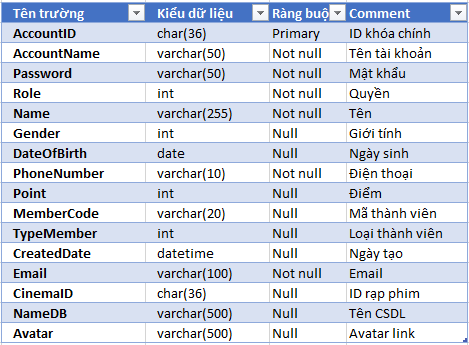 Tên trường Kiểu dữ liệu Ràng buộ Comment
AccountID char(36) Primary ID khóa chính
AccountName varchar(50) Not null Tên tài khoản
Password varchar(50) Not null Mật khẩu
Role int Not null Quyền
Name varchar(255) Not null Tên
Gender int Null Giới tính
DateOfBirth date Null Ngày sinh
PhoneNumber varchar(10) Not null Điện thoại
Point int Null Điểm
MemberCode varchar(20) Null Mã thành viên
TypeMember int Null Loại thành viên
CreatedDate datetime Null Ngày tạo
Email varchar(100) Not null Email
CinemaID char(36) Null ID rạp phim
NameDB varchar(500) Null Tên CSDL
Avatar varchar(500) Null Avatar link